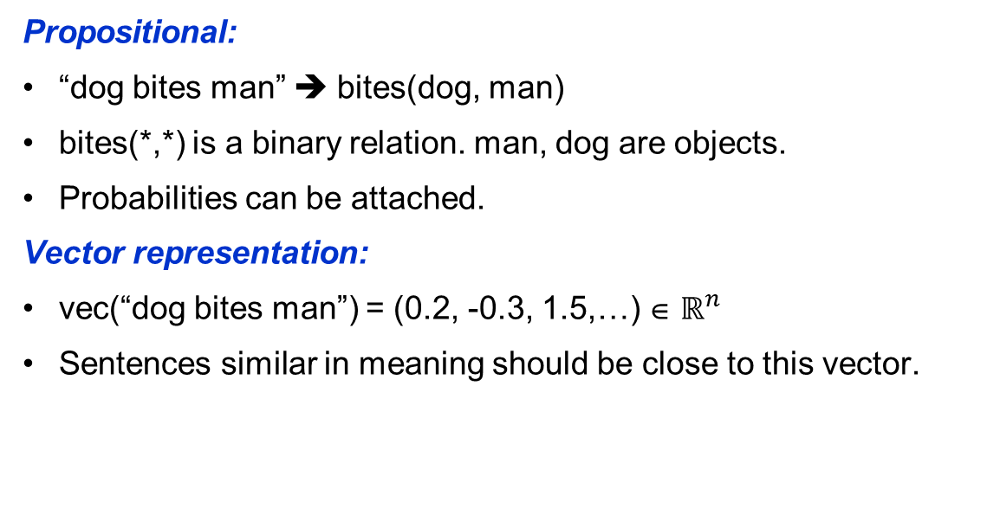 Propositional:
• “dog bites man” ➔ bites(dog, man)
• bites(*,*) is a binary relation. man, dog are objects.
• Probabilities can be attached.
Vector representation:
• vec(“dog bites man”) = (0.2, -0.3, 1.5,…) ∊ ℝⁿ
• Sentences similar in meaning should be close to this vector.